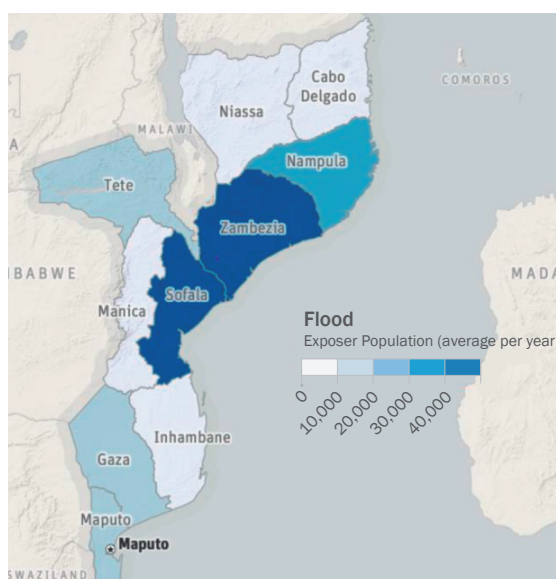 Cabo
Delgado
COMOROS
Niassa
MALAWI
A
Nampula
Tete
Zambezia
MBABWE
MADA
Sofala
Manica
Flood
Exposer Population (average per year
0
10,000
20,000
30,000
40,000
Inhambane
Gaza
Maputo
Maputo
SWAZILAND